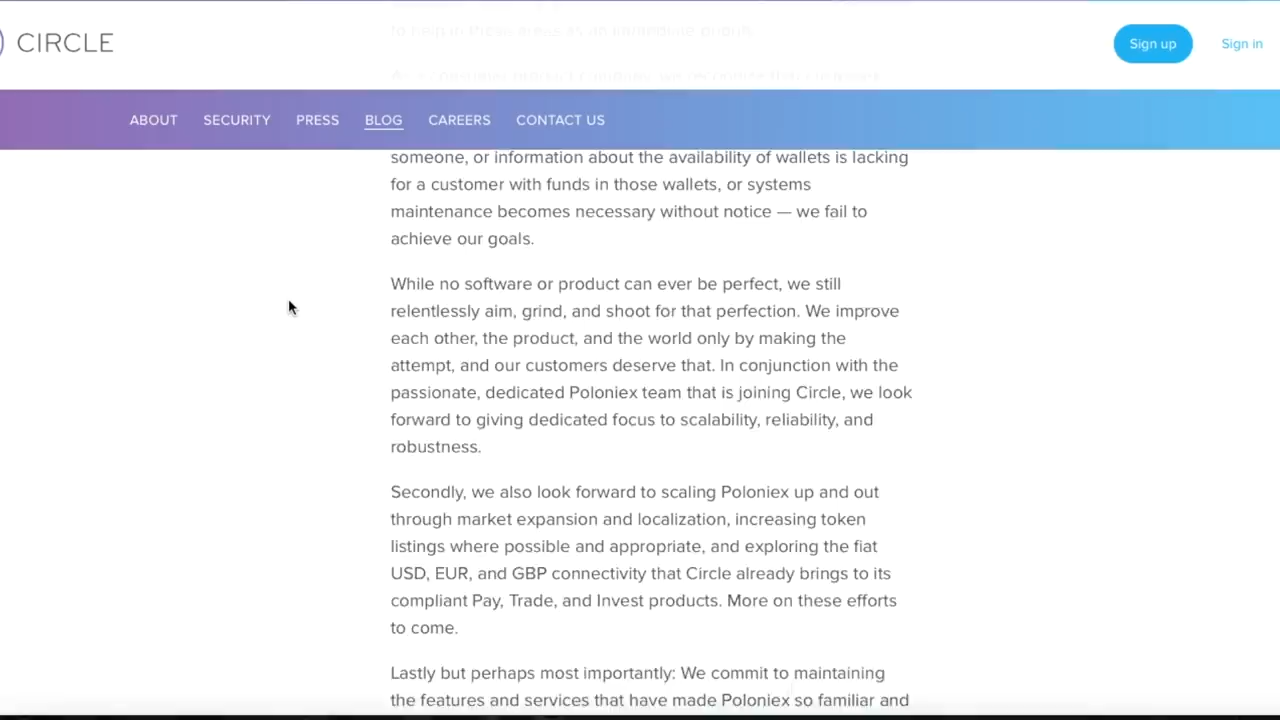 CIRCLE
Sign up
Sign in
ABOUT SECURITY PRESS BLOG CAREERS CONTACT US
someone, or information about the availability of wallets is lacking
for a customer with funds in those wallets, or systems
maintenance becomes necessary without notice — we fail to
achieve our goals.
While no software or product can ever be perfect, we still
relentlessly aim, grind, and shoot for that perfection. We improve
each other, the product, and the world only by making the
attempt, and our customers deserve that. In conjunction with the
passionate, dedicated Poloniex team that is joining Circle, we look
forward to giving dedicated focus to scalability, reliability, and
robustness.
Secondly, we also look forward to scaling Poloniex up and out
through market expansion and localization, increasing token
listings where possible and appropriate, and exploring the fiat
USD, EUR, and GBP connectivity that Circle already brings to its
compliant Pay, Trade, and Invest products. More on these efforts
to come.
Lastly but perhaps most importantly: We commit to maintaining
the features and services that have made Poloniex so familiar and